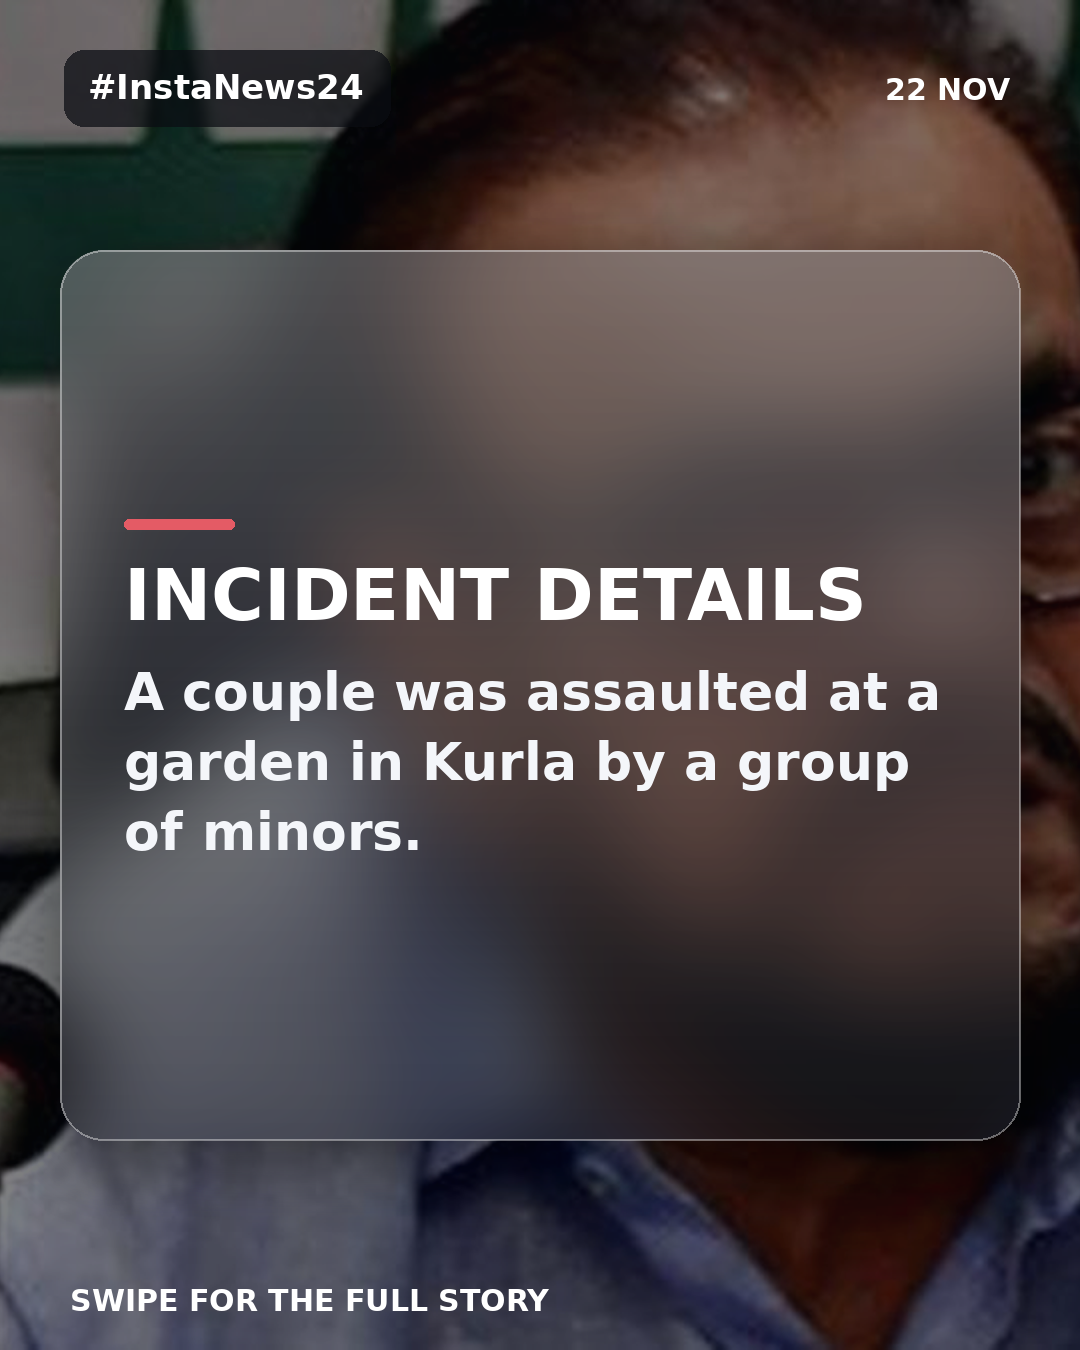 #InstaNews24
22 NOV
INCIDENT DETAILS
A couple was assaulted at a
garden in Kurla by a group
of minors.
SWIPE FOR THE FULL STORY